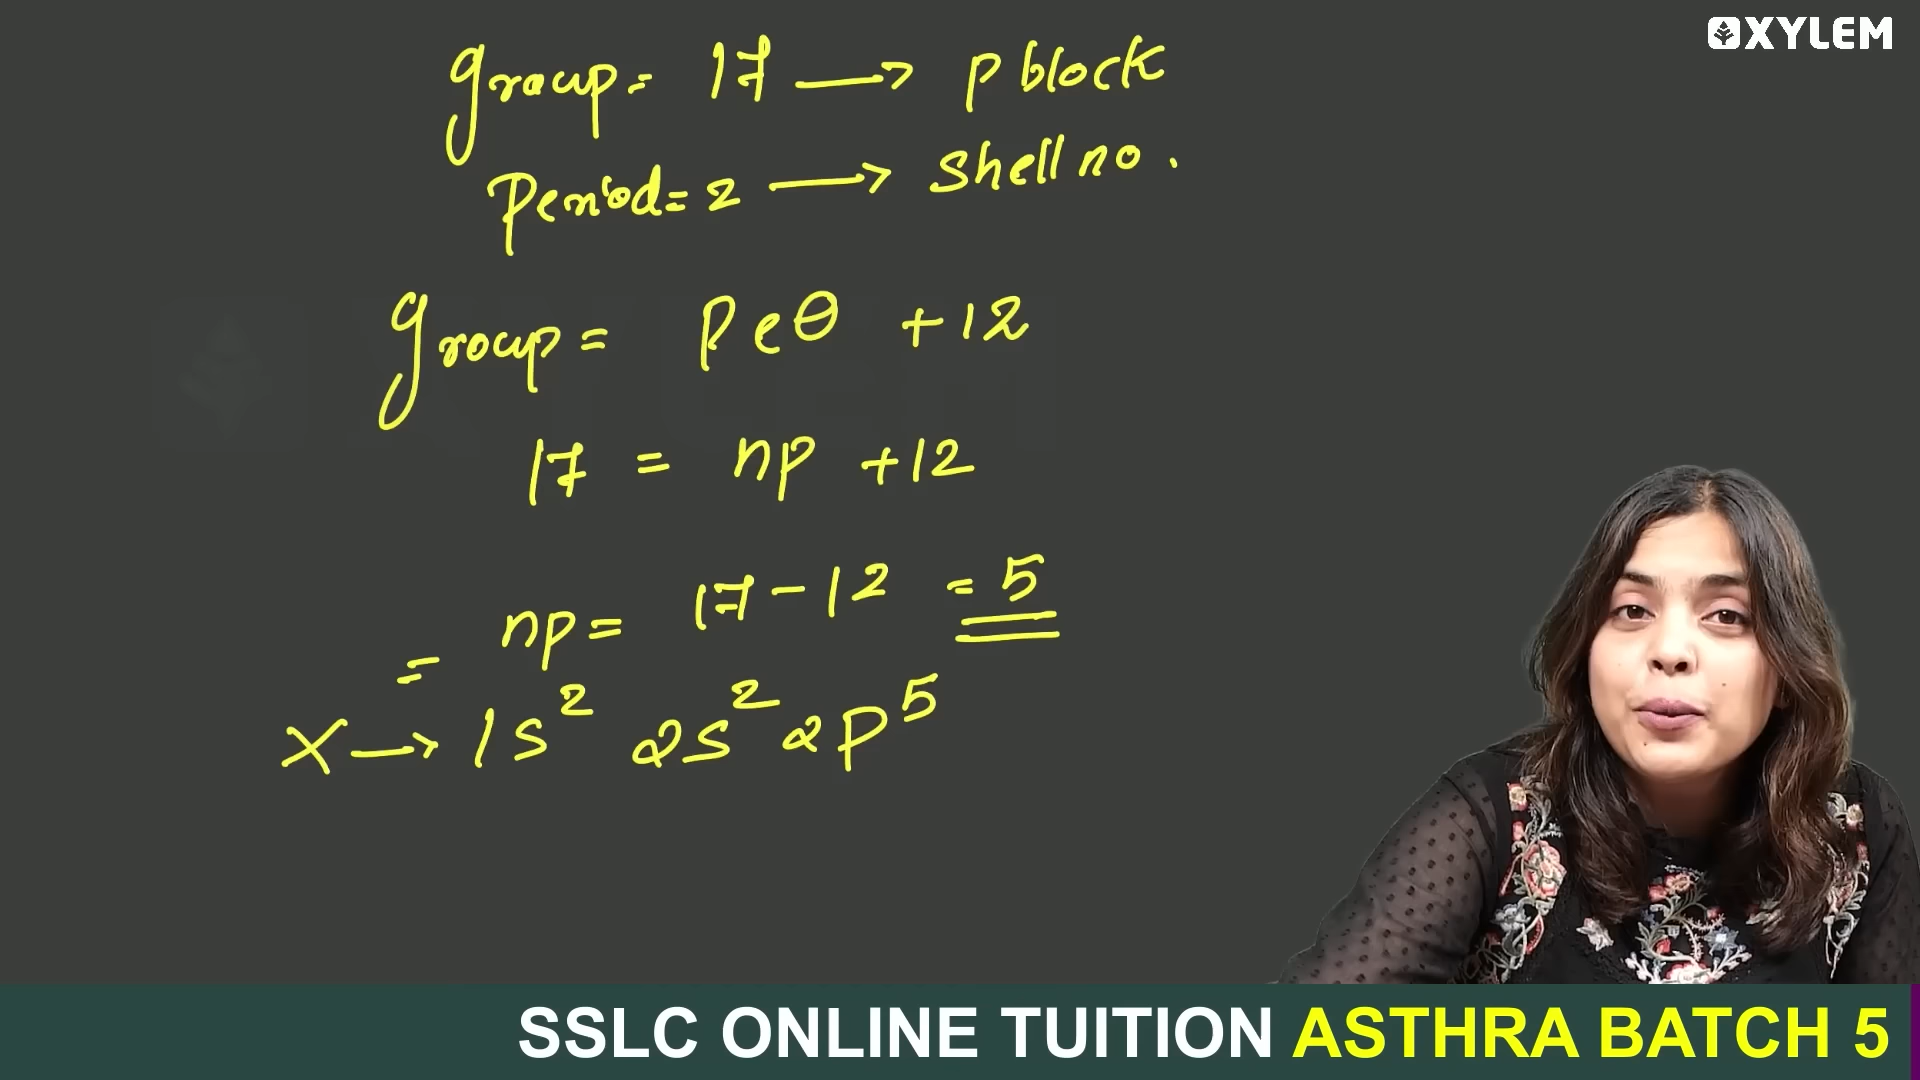 XYLEM
group = 17 → p block
Period = 2 → Shell no.
group = p e⊖ + 12
17 = np + 12
np = 17 - 12 = 5
=
X → 1s² 2s² 2p⁵
SSLC ONLINE TUITION ASTHRA BATCH 5